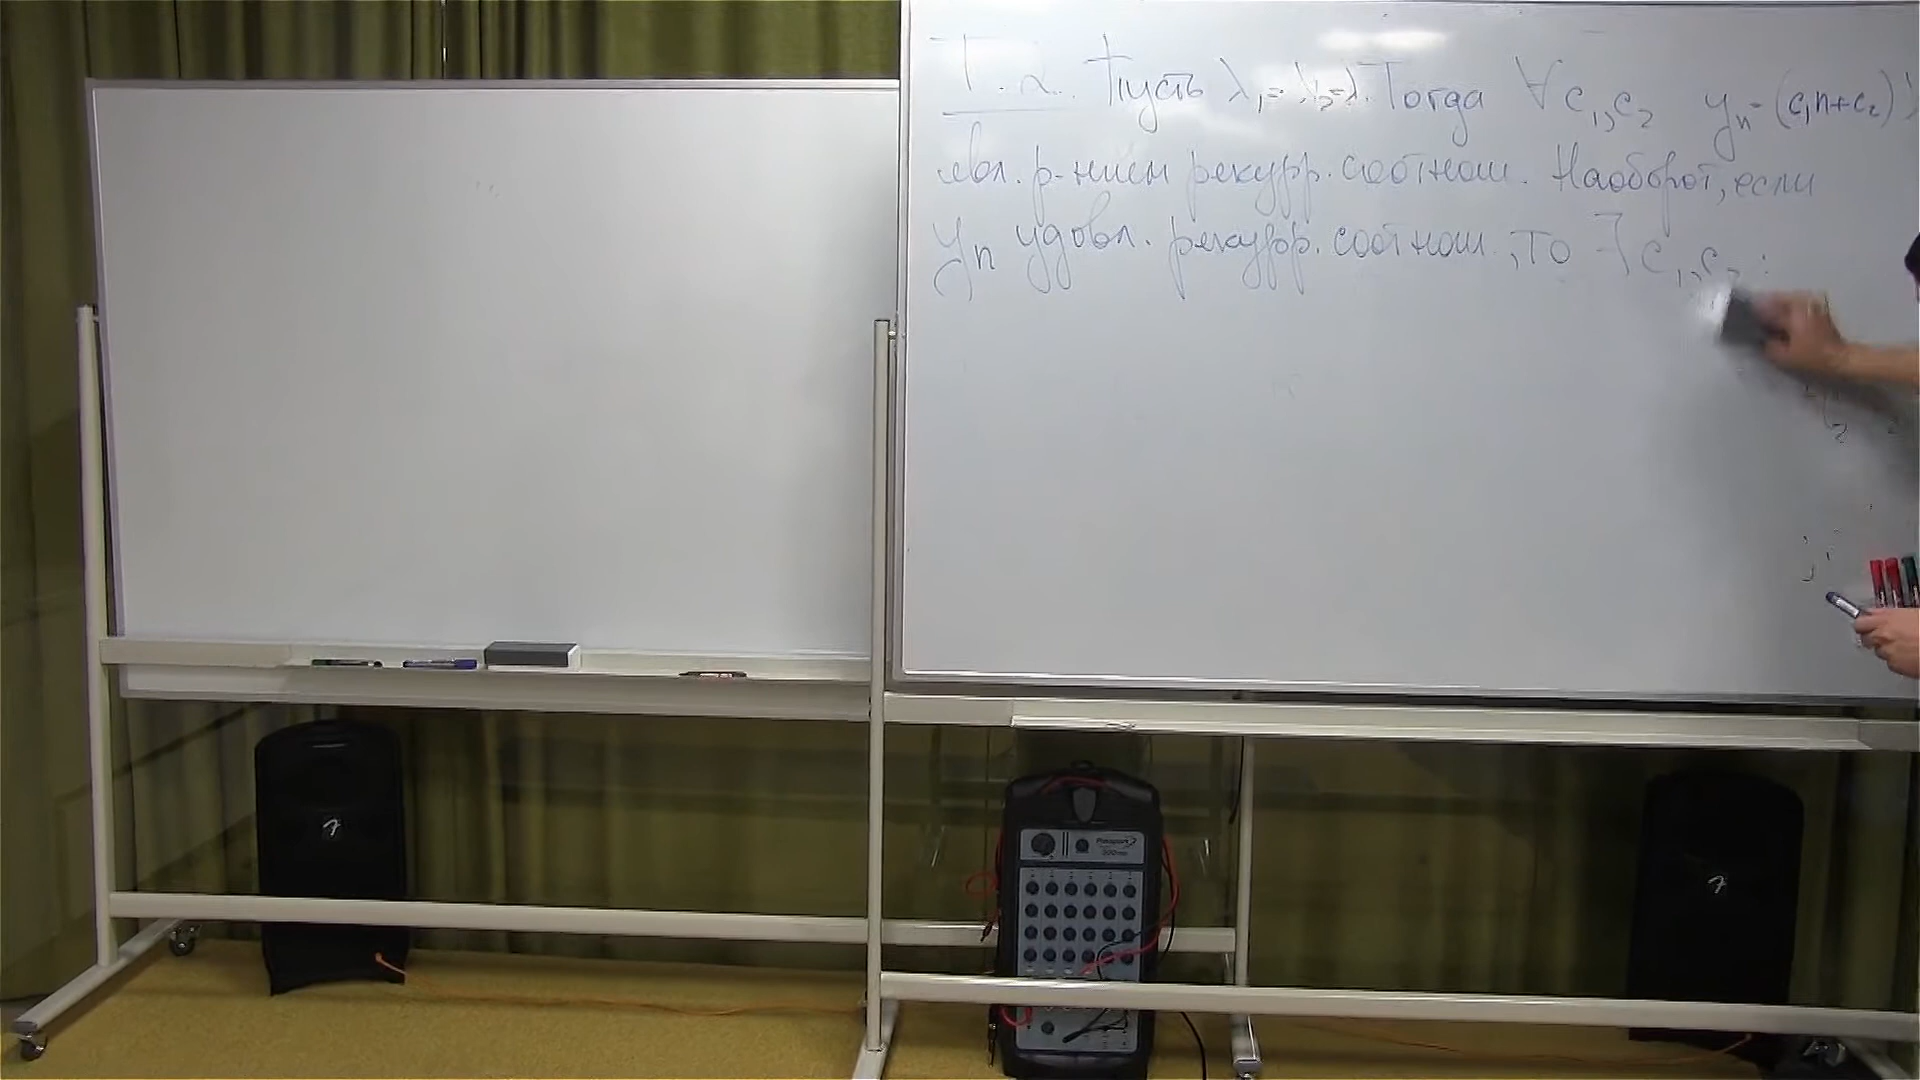 Т. 2. Пусть λ₁=λ₂=λ. Тогда ∀ c₁,c₂ yₙ=(c₁n+c₂)λ
явл. р-нием рекурр. соотнош. Наоборот, если
yₙ удовл. рекурр. соотнош., то ∃ c₁,c₂ :